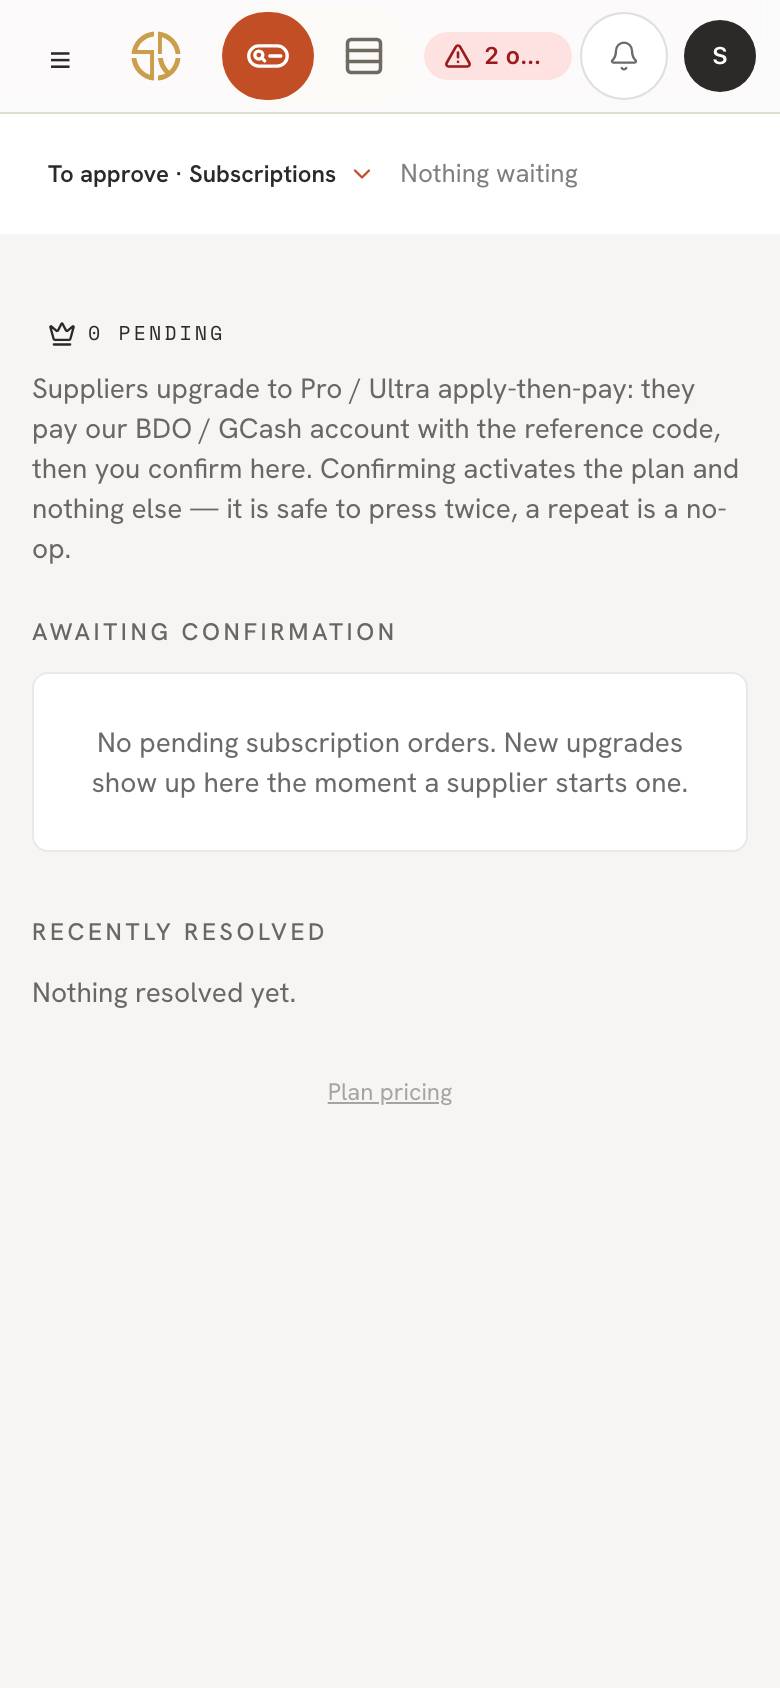 2 o...
S
To approve · Subscriptions
Nothing waiting
0 PENDING
Suppliers upgrade to Pro / Ultra apply-then-pay: they
pay our BDO / GCash account with the reference code,
then you confirm here. Confirming activates the plan and
nothing else — it is safe to press twice, a repeat is a no-
op.
AWAITING CONFIRMATION
No pending subscription orders. New upgrades
show up here the moment a supplier starts one.
RECENTLY RESOLVED
Nothing resolved yet.
Plan pricing